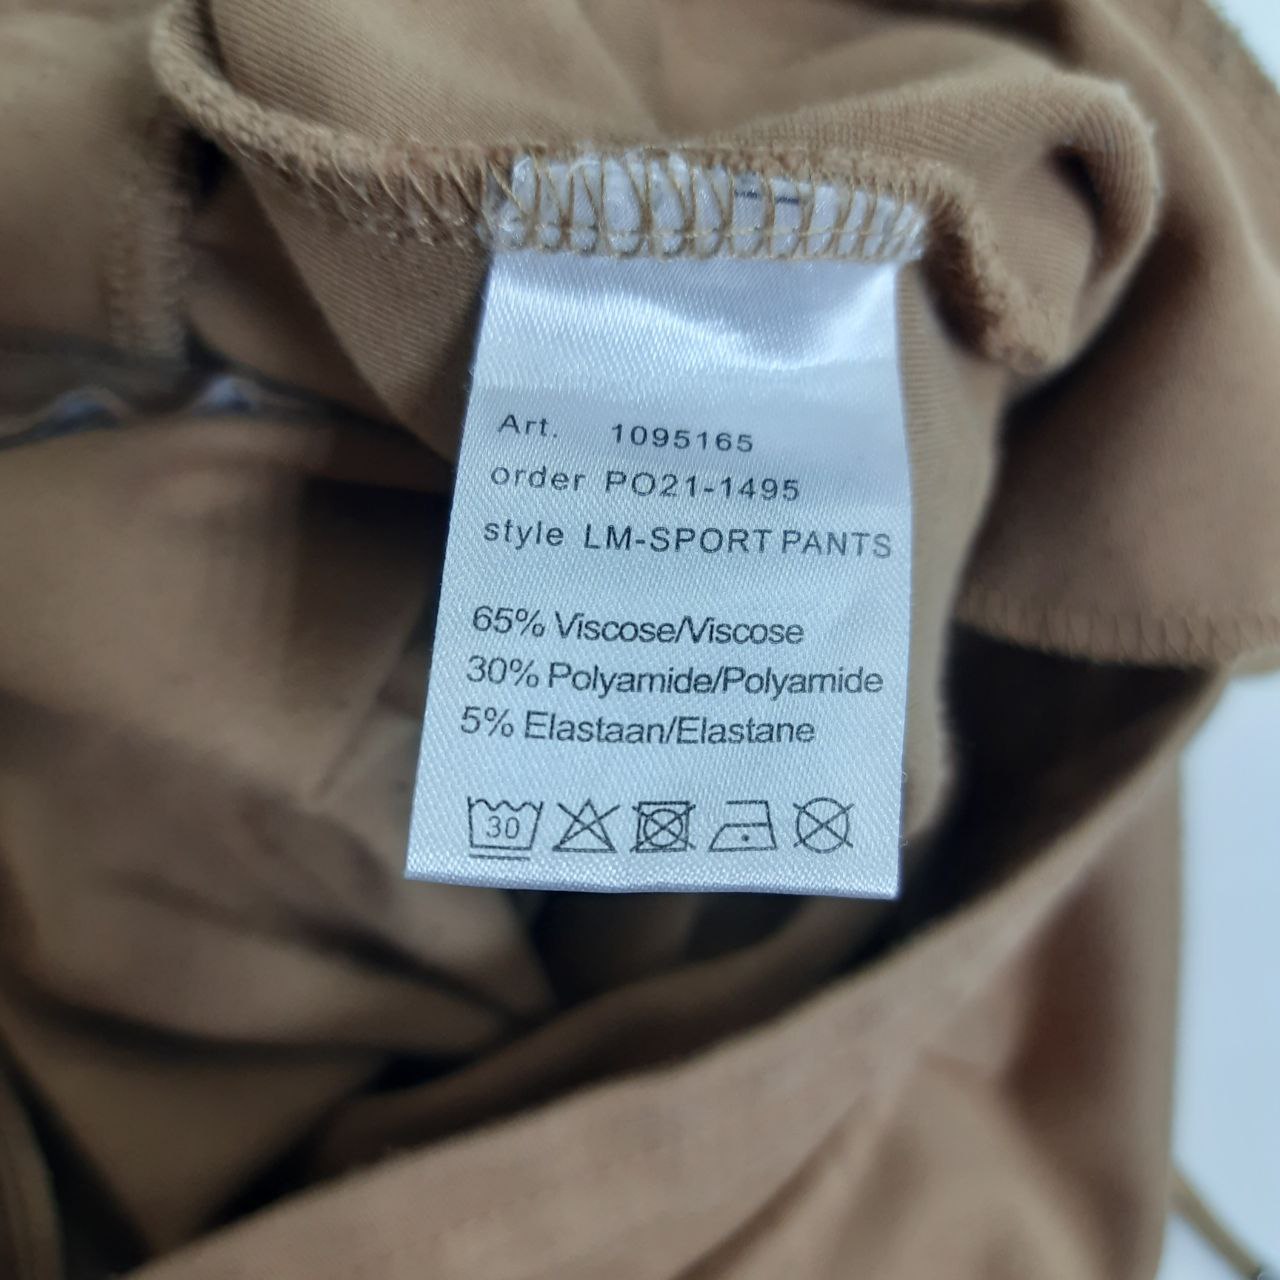 Art. 1095165
order PO21-1495
style LM-SPORT PANTS
65% Viscose/Viscose
30% Polyamide/Polyamide
5% Elastaan/Elastane
30